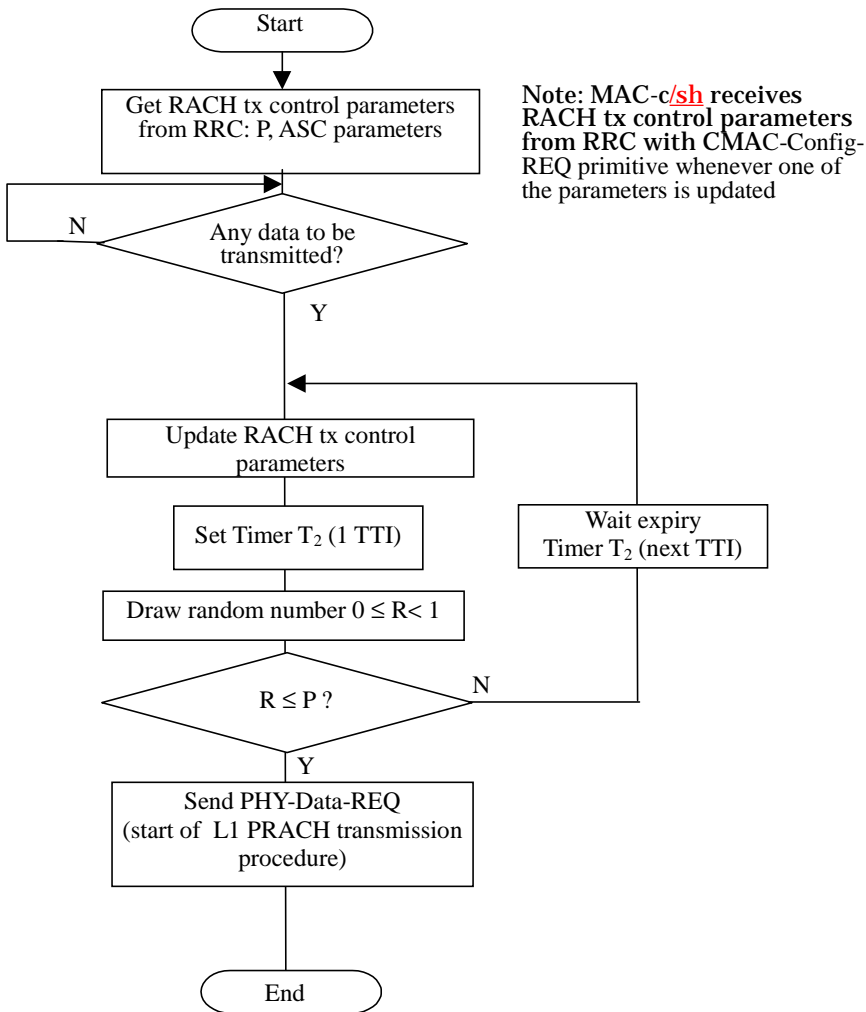 Start
Get RACH tx control parameters
from RRC: P, ASC parameters
Note: MAC-c/sh receives
RACH tx control parameters
from RRC with CMAC-Config-
REQ primitive whenever one of
the parameters is updated
N
Any data to be
transmitted?
Y
Update RACH tx control
parameters
Set Timer T₂ (1 TTI)
Wait expiry
Timer T₂ (next TTI)
Draw random number 0 ≤ R< 1
R ≤ P ?
N
Y
Send PHY-Data-REQ
(start of L1 PRACH transmission
procedure)
End